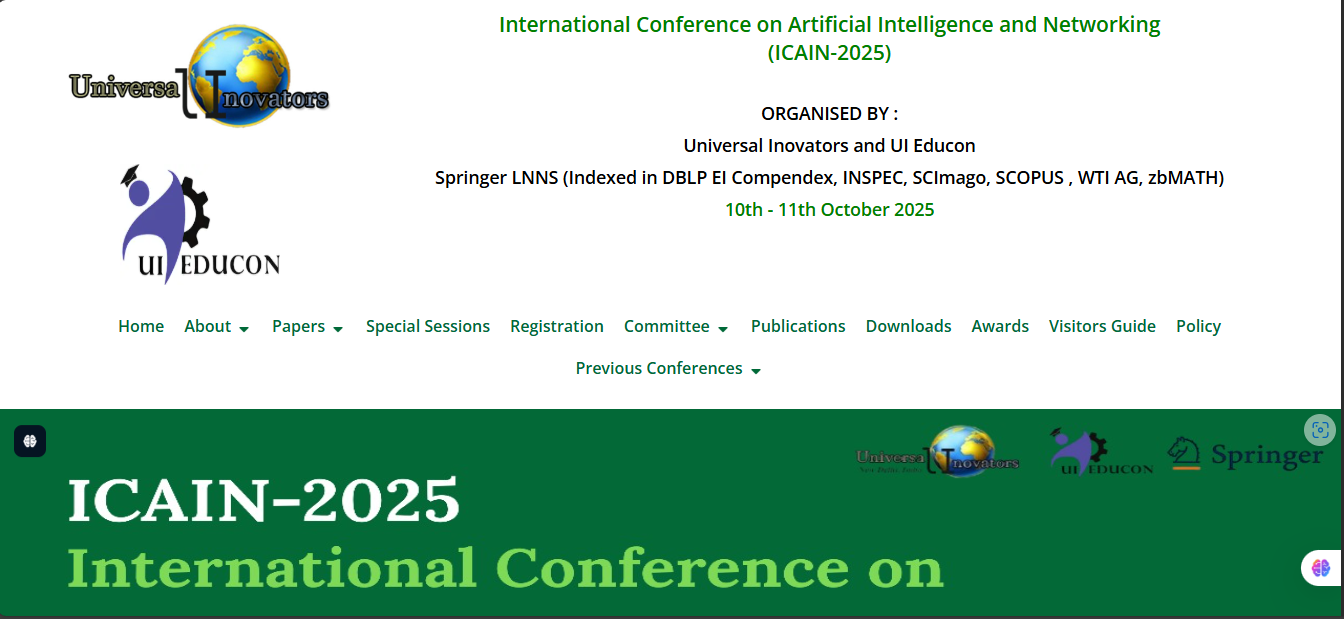 International Conference on Artificial Intelligence and Networking
(ICAIN-2025)
Universal Inovators
ORGANISED BY :
Universal Inovators and UI Educon
Springer LNNS (Indexed in DBLP EI Compendex, INSPEC, SCImago, SCOPUS , WTI AG, zbMATH)
10th - 11th October 2025
UI EDUCON
Home About Papers Special Sessions Registration Committee Publications Downloads Awards Visitors Guide Policy
Previous Conferences
Universal Inovators
UI EDUCON
Springer
ICAIN-2025
International Conference on